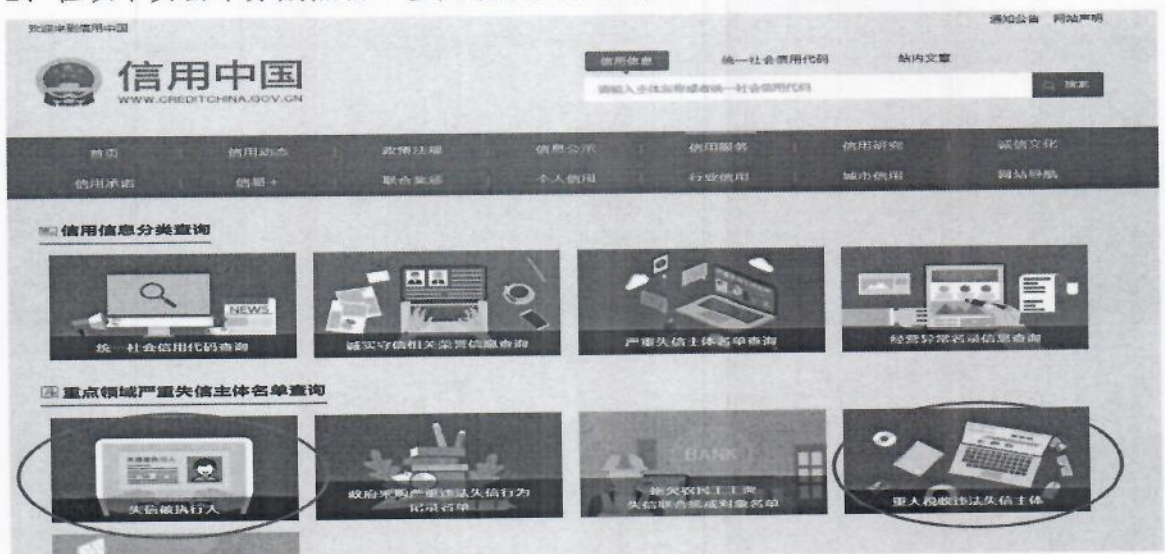 欢迎来到信用中国
通知公告 网站声明
信用信息 统一社会信用代码 站内文章
信用中国
WWW.CREDITCHINA.GOV.CN
请输入主体名称或者统一社会信用代码 搜索
首页 信用动态 政策法规 信息公示 信用服务 信用研究 诚信文化
信用承诺 信易+ 联合奖惩 个人信用 行业信用 城市信用 网站导航
信用信息分类查询
NEWS
统一社会信用代码查询 诚实守信相关荣誉信息查询 严重失信主体名单查询 经营异常名录信息查询
重点领域严重失信主体名单查询
BANK
失信被执行人
政府采购严重违法失信行为
记录名单
拖欠农民工工资
失信联合惩戒对象名单
重大税收违法失信主体